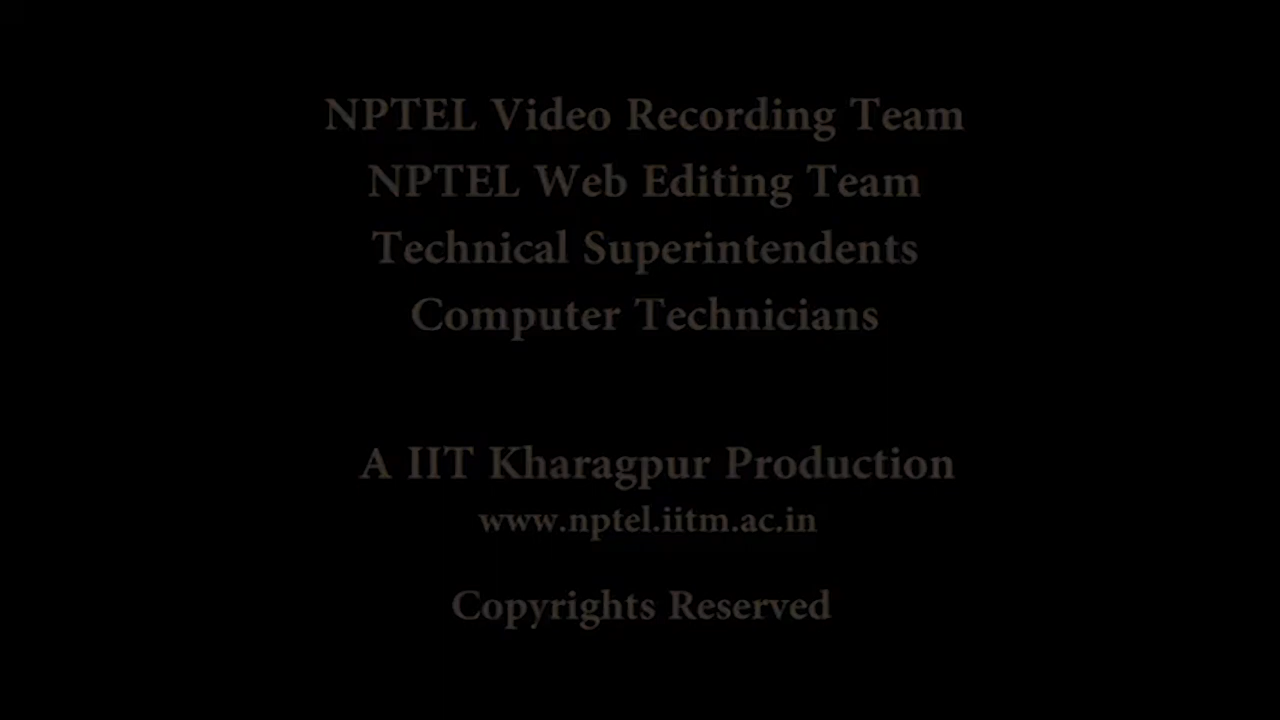 NPTEL Video Recording Team
NPTEL Web Editing Team
Technical Superintendents
Computer Technicians
A IIT Kharagpur Production
www.nptel.iitm.ac.in
Copyrights Reserved